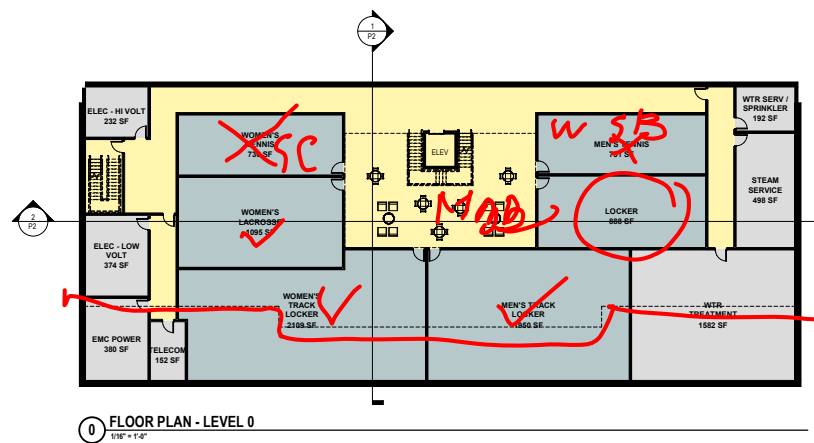 1
P2
ELEC - HI VOLT
232 SF
WTR SERV /
SPRINKLER
192 SF
WOMEN'S
TENNIS
SC
ELEV
W SB
MEN'S TENNIS
STEAM
SERVICE
498 SF
2
P2
WOMEN'S
LACROSSE
1095 SF
MBB
LOCKER
888 SF
ELEC - LOW
VOLT
374 SF
WOMEN'S
TRACK
LOCKER
2109 SF
MEN'S TRACK
LOCKER
1950 SF
WTR
TREATMENT
1582 SF
EMC POWER
380 SF
TELECOM
152 SF
0
FLOOR PLAN - LEVEL 0
1/16" = 1'-0"